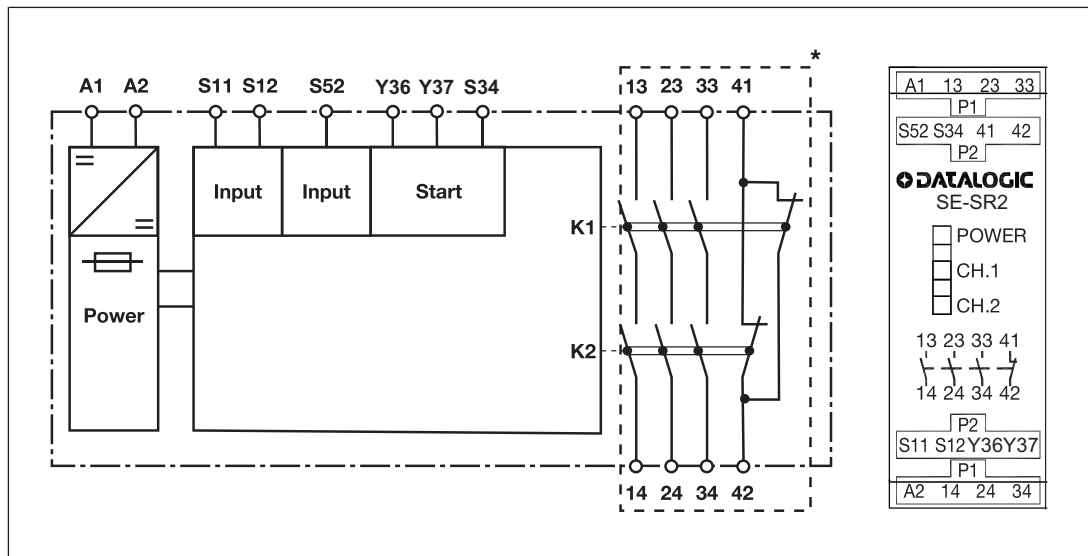 A1 A2 S11 S12 S52 Y36 Y37 S34 13 23 33 41 *
Input Input Start
Power
K1
K2
14 24 34 42
A1 13 23 33
P1
S52 S34 41 42
P2
DATALOGIC
SE-SR2
POWER
CH.1
CH.2
13 23 33 41
14 24 34 42
P2
S11 S12 Y36 Y37
P1
A2 14 24 34